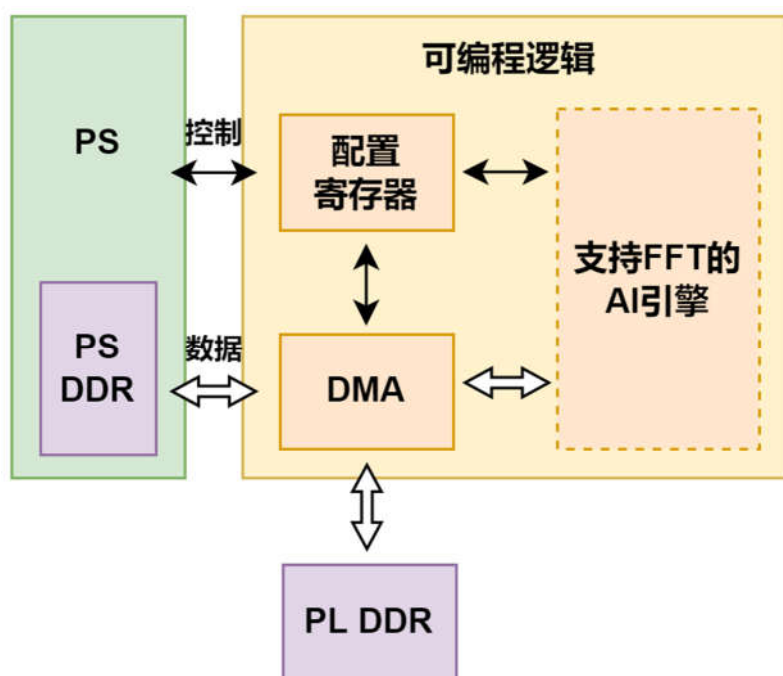 可编程逻辑
PS
控制
配置
寄存器
支持FFT的
AI引擎
PS
DDR
数据
DMA
PL DDR